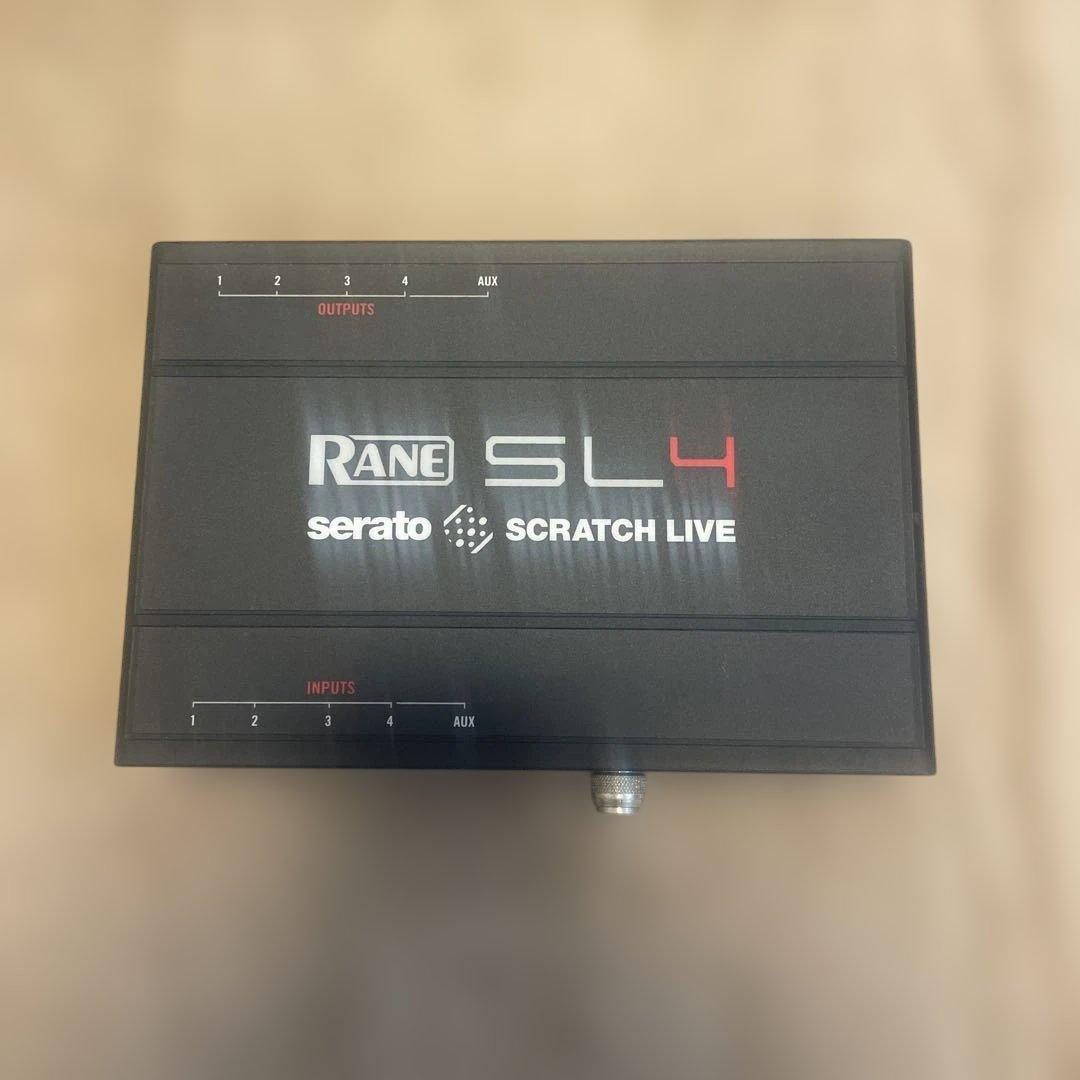 1 2 3 4 AUX
OUTPUTS
RANE SL4
serato SCRATCH LIVE
INPUTS
1 2 3 4 AUX